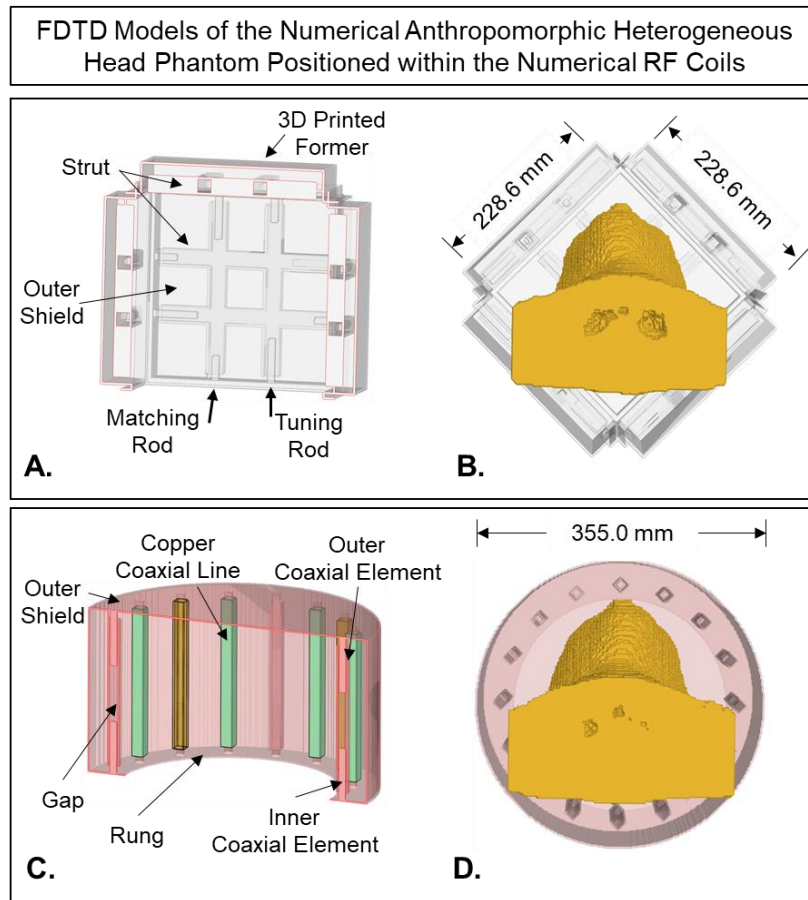 FDTD Models of the Numerical Anthropomorphic Heterogeneous
Head Phantom Positioned within the Numerical RF Coils
3D Printed
Former
Strut
Outer
Shield
Matching
Rod
Tuning
Rod
A.
228.6 mm
228.6 mm
B.
Copper
Coaxial Line
Outer
Coaxial Element
Outer
Shield
Gap
Rung
Inner
Coaxial Element
C.
355.0 mm
D.